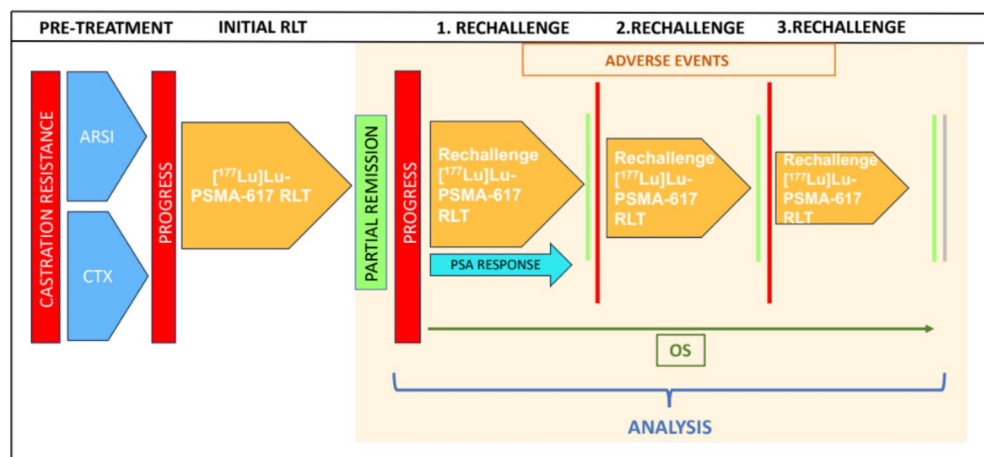 PRE-TREATMENT INITIAL RLT 1. RECHALLENGE 2.RECHALLENGE 3.RECHALLENGE
ADVERSE EVENTS
CASTRATION RESISTANCE
ARSI
CTX
PROGRESS
[¹⁷⁷Lu]Lu-
PSMA-617 RLT
PARTIAL REMISSION
PROGRESS
Rechallenge
[¹⁷⁷Lu]Lu-
PSMA-617
RLT
PSA RESPONSE
Rechallenge
[¹⁷⁷Lu]Lu-
PSMA-617
RLT
Rechallenge
[¹⁷⁷Lu]Lu-
PSMA-617
RLT
OS
ANALYSIS